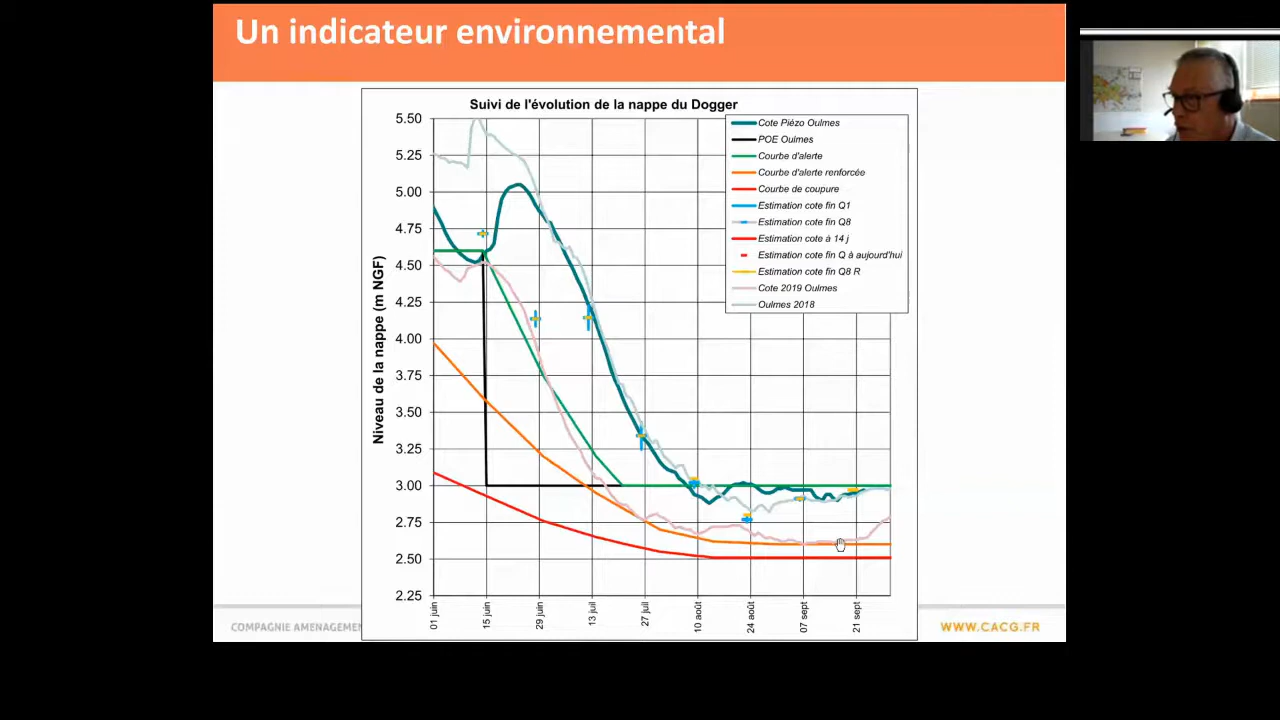 Un indicateur environnemental
Suivi de l'évolution de la nappe du Dogger
Niveau de la nappe (m NGF)
5.50
5.25
5.00
4.75
4.50
4.25
4.00
3.75
3.50
3.25
3.00
2.75
2.50
2.25
Cote Piézo Oulmes
POE Oulmes
Courbe d'alerte
Courbe d'alerte renforcée
Courbe de coupure
Estimation cote fin Q1
Estimation cote fin Q8
Estimation cote à 14 j
Estimation cote fin Q à aujourd'hui
Estimation cote fin Q8 R
Cote 2019 Oulmes
Oulmes 2018
01 juin
15 juin
29 juin
13 juil
27 juil
10 août
24 août
07 sept
21 sept
COMPAGNIE AMENAGEMEN
WWW.CACG.FR